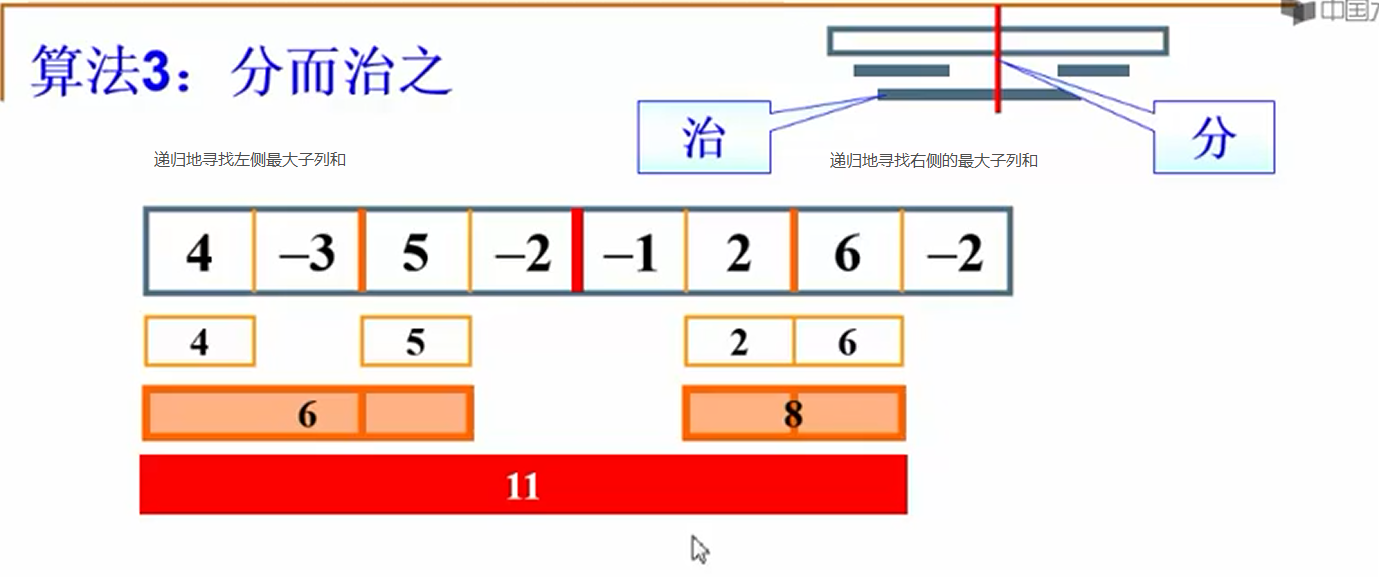 中国大
算法3：分而治之
治
分
递归地寻找左侧最大子列和
递归地寻找右侧的最大子列和
4 –3 5 –2 –1 2 6 –2
4 5 2 6
6 8
11